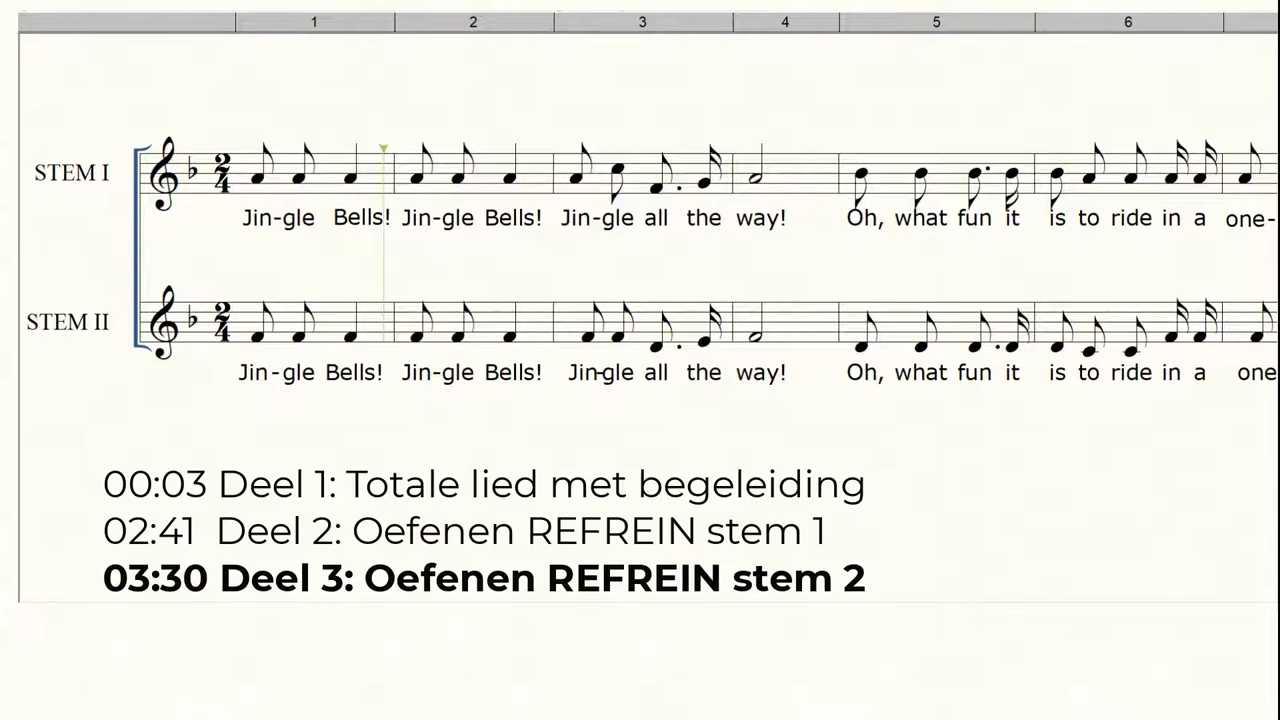 1 2 3 4 5 6
STEM I
Jin-gle Bells! Jin-gle Bells! Jin-gle all the way! Oh, what fun it is to ride in a one-
STEM II
Jin-gle Bells! Jin-gle Bells! Jin-gle all the way! Oh, what fun it is to ride in a one
00:03 Deel 1: Totale lied met begeleiding
02:41 Deel 2: Oefenen REFREIN stem 1
03:30 Deel 3: Oefenen REFREIN stem 2